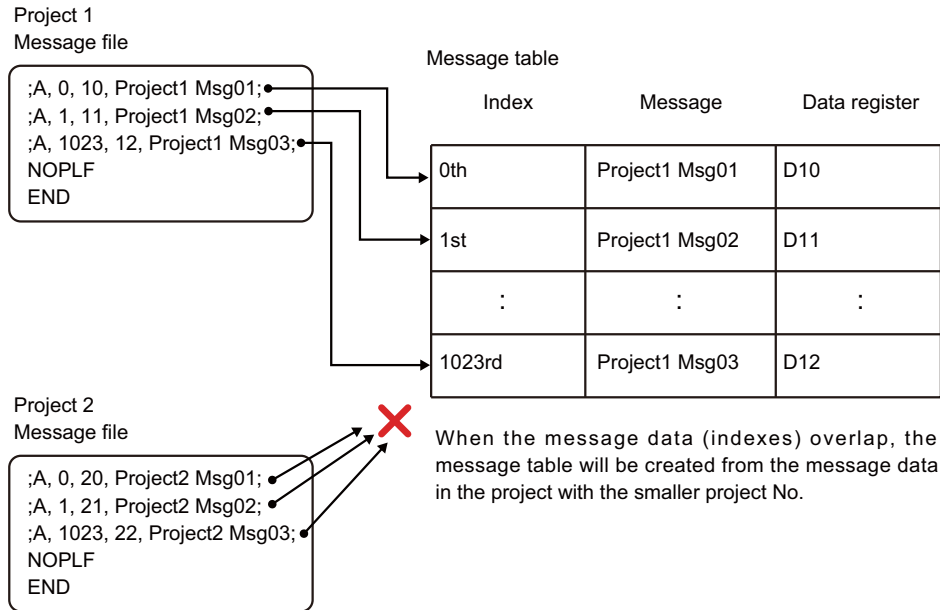 Project 1
Message file
;A, 0, 10, Project1 Msg01;
;A, 1, 11, Project1 Msg02;
;A, 1023, 12, Project1 Msg03;
NOPLF
END
Message table
Index Message Data register
0th Project1 Msg01 D10
1st Project1 Msg02 D11
: : :
1023rd Project1 Msg03 D12
Project 2
Message file
;A, 0, 20, Project2 Msg01;
;A, 1, 21, Project2 Msg02;
;A, 1023, 22, Project2 Msg03;
NOPLF
END
When the message data (indexes) overlap, the
message table will be created from the message data
in the project with the smaller project No.